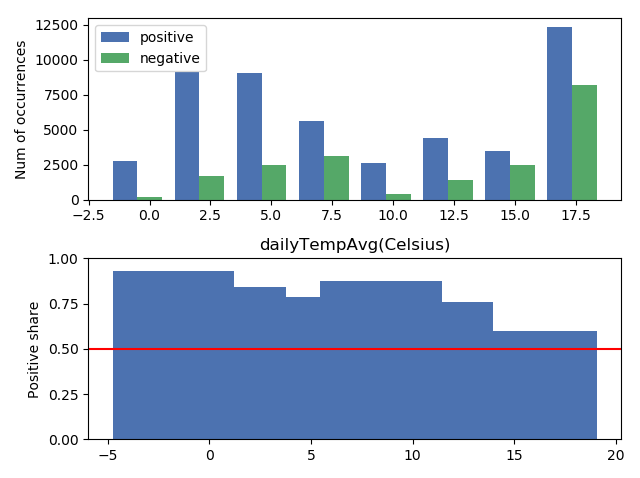 12500
10000
7500
5000
2500
0
Num of occurrences
positive
negative
−2.5 0.0 2.5 5.0 7.5 10.0 12.5 15.0 17.5
dailyTempAvg(Celsius)
1.00
0.75
0.50
0.25
0.00
Positive share
−5 0 5 10 15 20